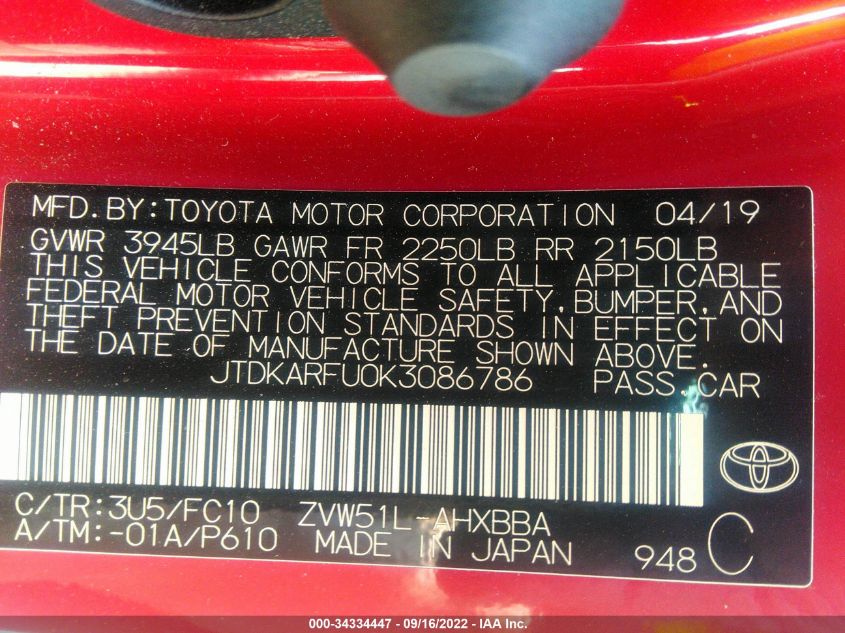 MFD.BY:TOYOTA MOTOR CORPORATION 04/19
GVWR 3945LB GAWR FR 2250LB RR 2150LB
THIS VEHICLE CONFORMS TO ALL APPLICABLE
FEDERAL MOTOR VEHICLE SAFETY,BUMPER,AND
THEFT PREVENTION STANDARDS IN EFFECT ON
THE DATE OF MANUFACTURE SHOWN ABOVE.
JTDKARFU0K3086786 PASS.CAR
C/TR:3U5/FC10 ZVW51L-AHXBBA
A/TM:-01A/P610 MADE IN JAPAN 948 C
000-34334447 - 09/16/2022 - IAA Inc.